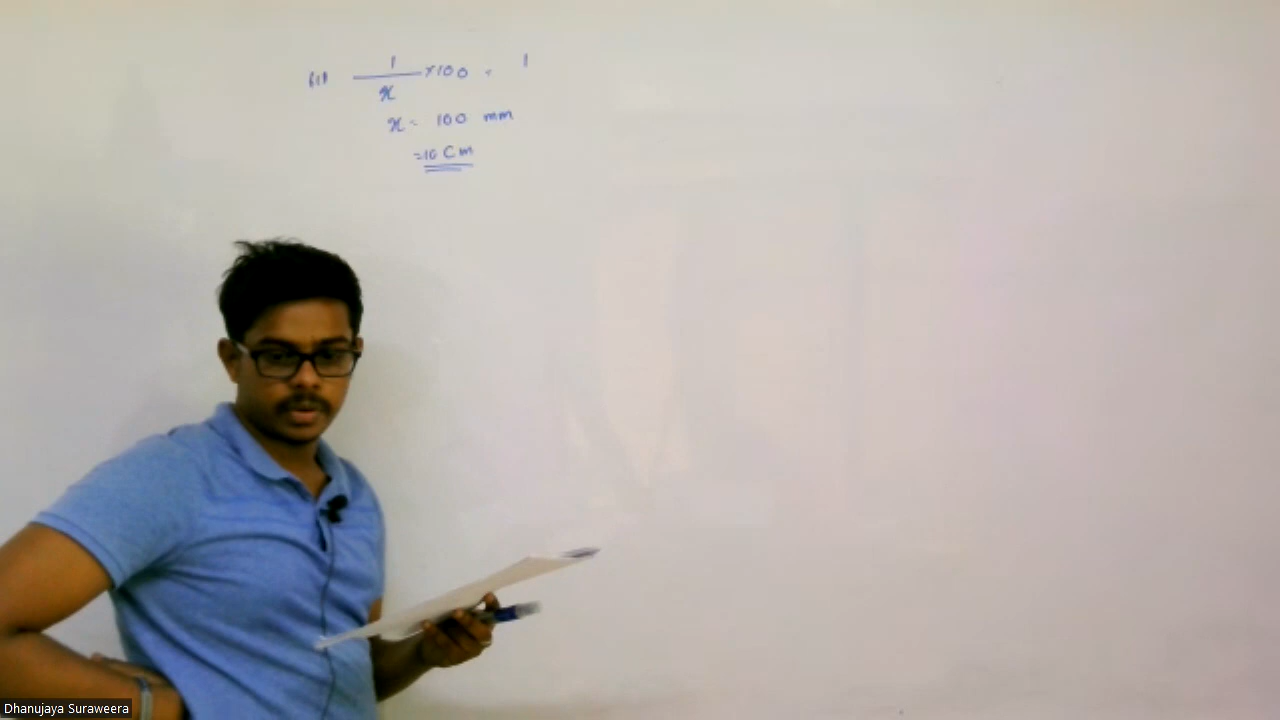 (ii) 1/x ×100 = 1
x = 100 mm
=10 Cm
Dhanujaya Suraweera